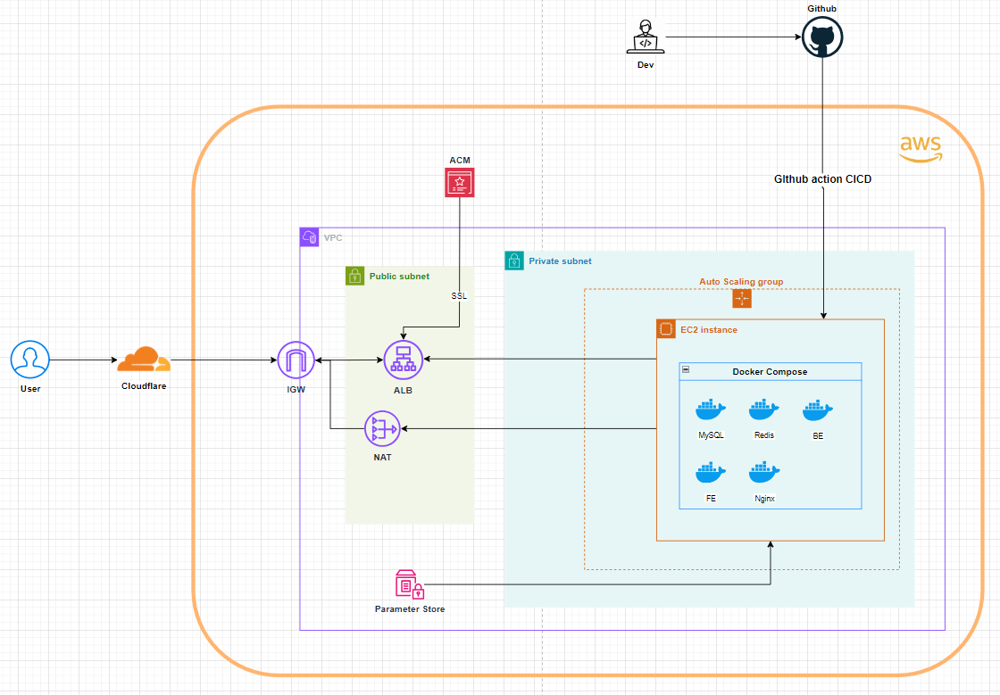 Github
Dev
aws
Github action CICD
ACM
VPC
Private subnet
Public subnet
Auto Scaling group
SSL
EC2 instance
Docker Compose
User
Cloudflare
IGW
ALB
MySQL
Redis
BE
NAT
FE
Nginx
Parameter Store